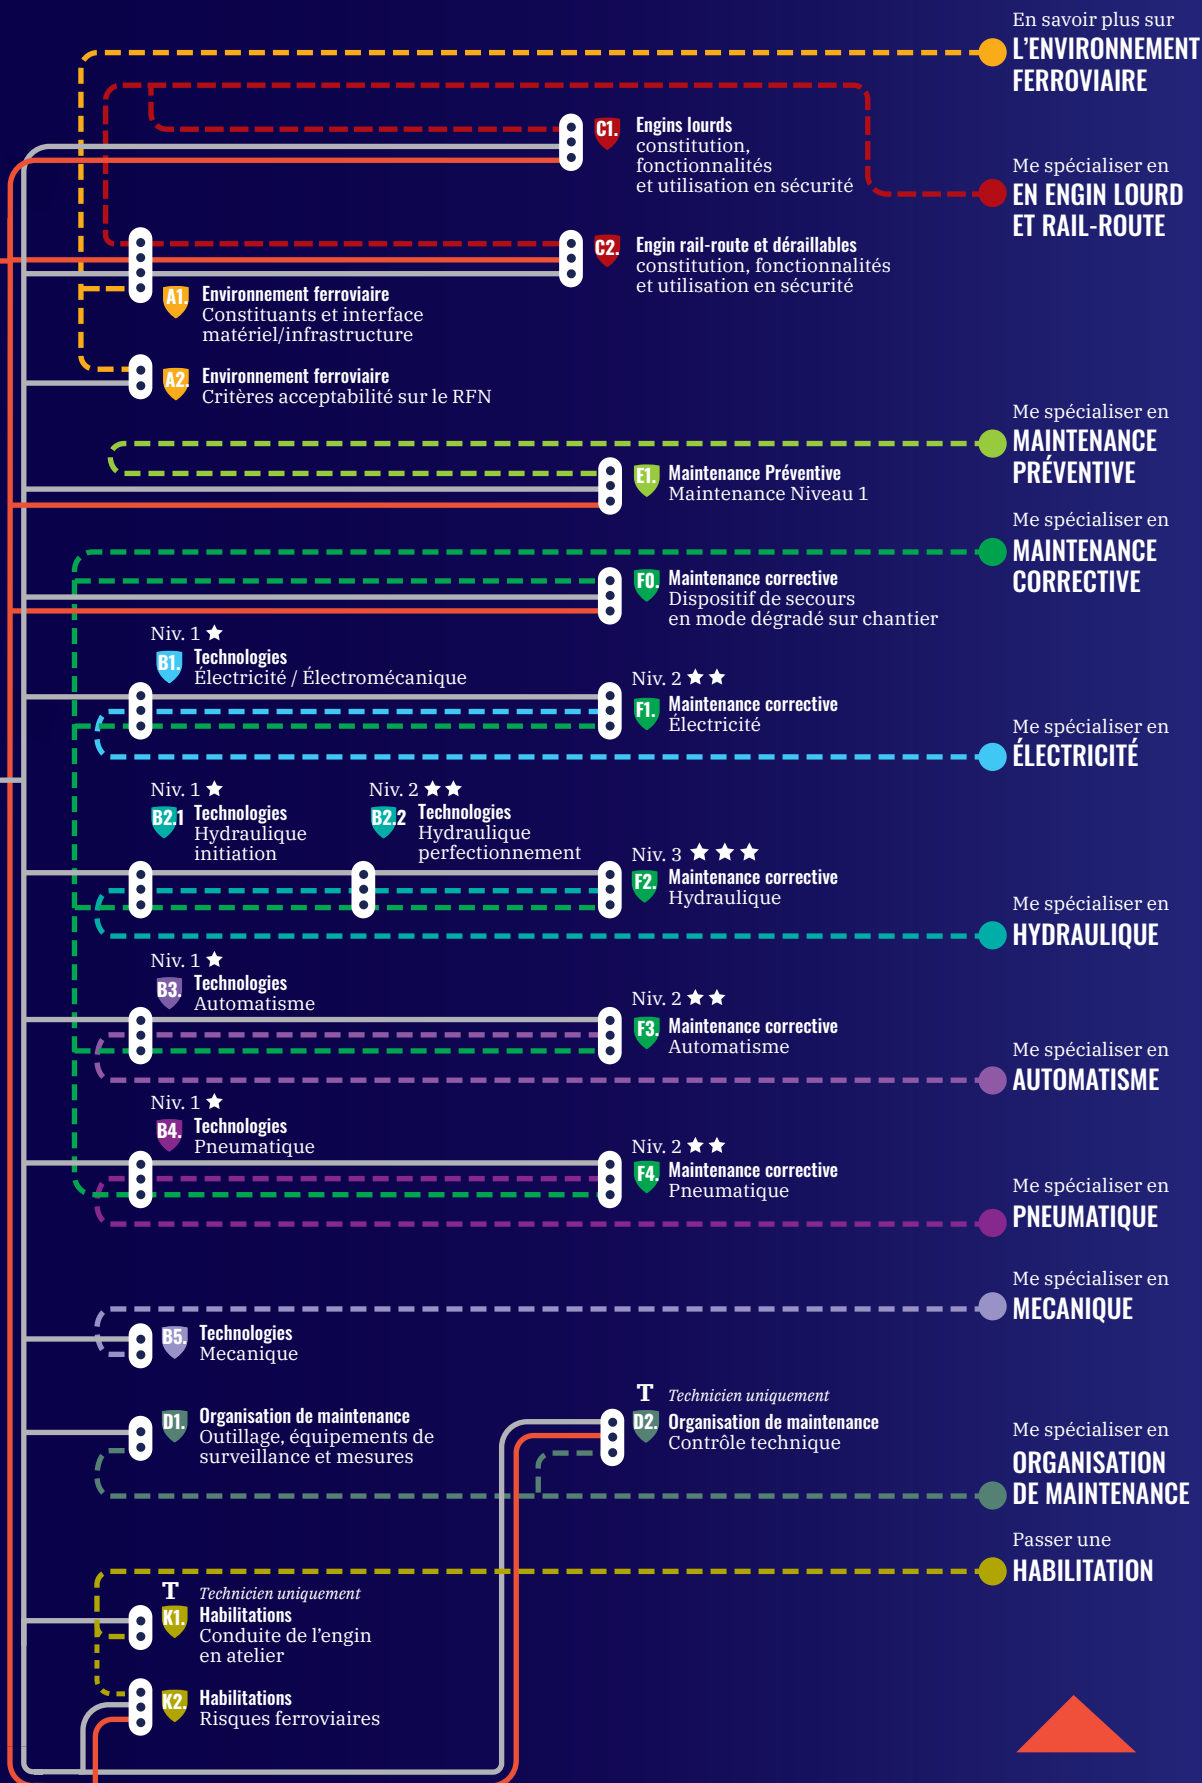 En savoir plus sur
L'ENVIRONNEMENT
FERROVIAIRE
C1.
Engins lourds
constitution,
fonctionnalités
et utilisation en sécurité
Me spécialiser en
EN ENGIN LOURD
ET RAIL-ROUTE
C2.
Engin rail-route et déraillables
constitution, fonctionnalités
et utilisation en sécurité
A1.
Environnement ferroviaire
Constituants et interface
matériel/infrastructure
A2.
Environnement ferroviaire
Critères acceptabilité sur le RFN
Me spécialiser en
MAINTENANCE
PRÉVENTIVE
E1.
Maintenance Préventive
Maintenance Niveau 1
Me spécialiser en
MAINTENANCE
CORRECTIVE
F0.
Maintenance corrective
Dispositif de secours
en mode dégradé sur chantier
Niv. 1
B1.
Technologies
Électricité / Électromécanique
Niv. 2
F1.
Maintenance corrective
Électricité
Me spécialiser en
ÉLECTRICITÉ
Niv. 1
B2.1
Technologies
Hydraulique
initiation
Niv. 2
B2.2
Technologies
Hydraulique
perfectionnement
Niv. 3
F2.
Maintenance corrective
Hydraulique
Me spécialiser en
HYDRAULIQUE
Niv. 1
B3.
Technologies
Automatisme
Niv. 2
F3.
Maintenance corrective
Automatisme
Me spécialiser en
AUTOMATISME
Niv. 1
B4.
Technologies
Pneumatique
Niv. 2
F4.
Maintenance corrective
Pneumatique
Me spécialiser en
PNEUMATIQUE
Me spécialiser en
MECANIQUE
B5.
Technologies
Mecanique
D1.
Organisation de maintenance
Outillage, équipements de
surveillance et mesures
T Technicien uniquement
D2.
Organisation de maintenance
Contrôle technique
Me spécialiser en
ORGANISATION
DE MAINTENANCE
Passer une
HABILITATION
T Technicien uniquement
K1.
Habilitations
Conduite de l'engin
en atelier
K2.
Habilitations
Risques ferroviaires